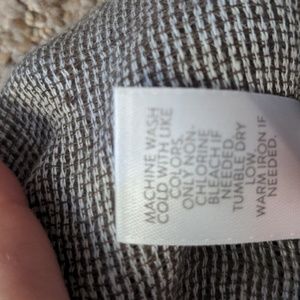 MACHINE WASH
COLD WITH LIKE
COLORS.
ONLY NON-
CHLORINE
BLEACH IF
NEEDED.
TUMBLE DRY
LOW.
WARM IRON IF
NEEDED.